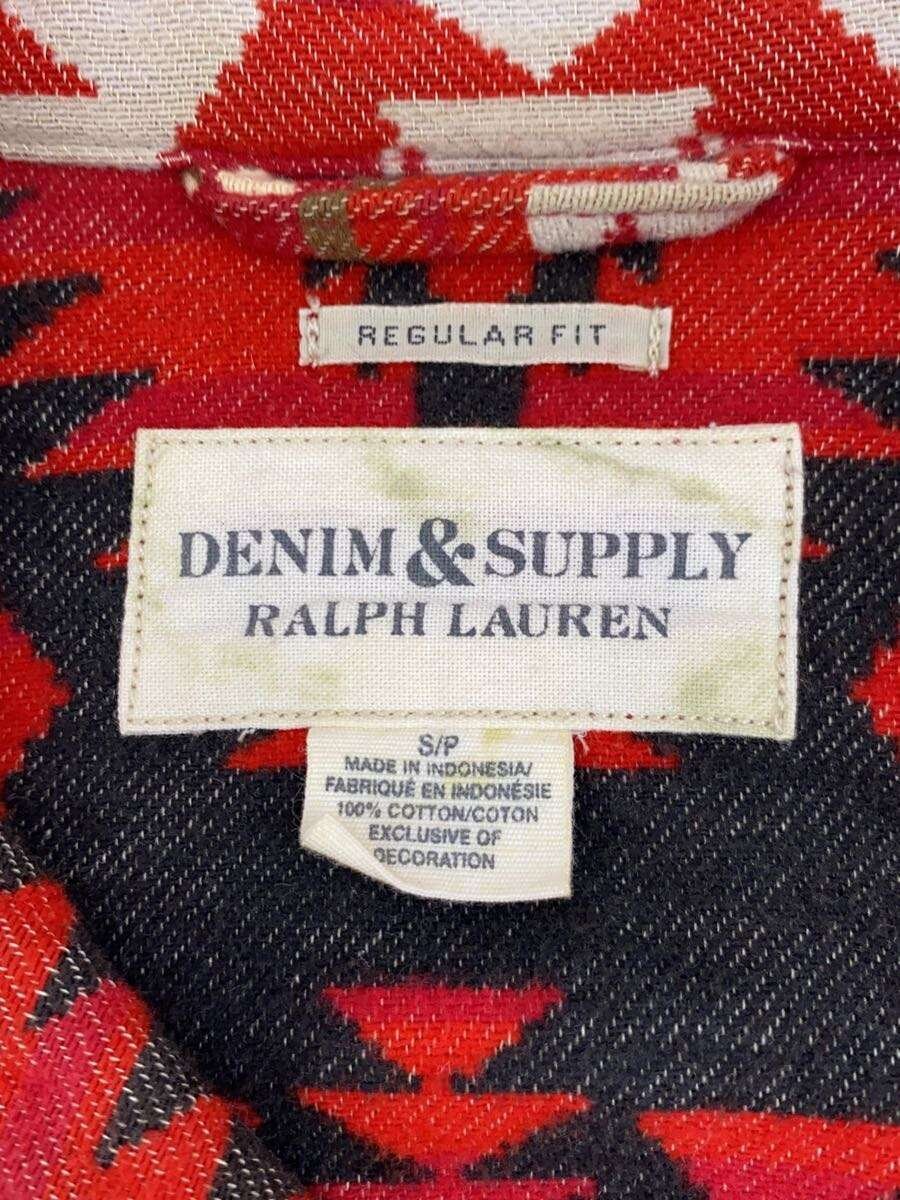 REGULAR FIT
DENIM & SUPPLY
RALPH LAUREN
S/P
MADE IN INDONESIA/
FABRIQUÉ EN INDONÉSIE
100% COTTON/COTON
EXCLUSIVE OF
DECORATION